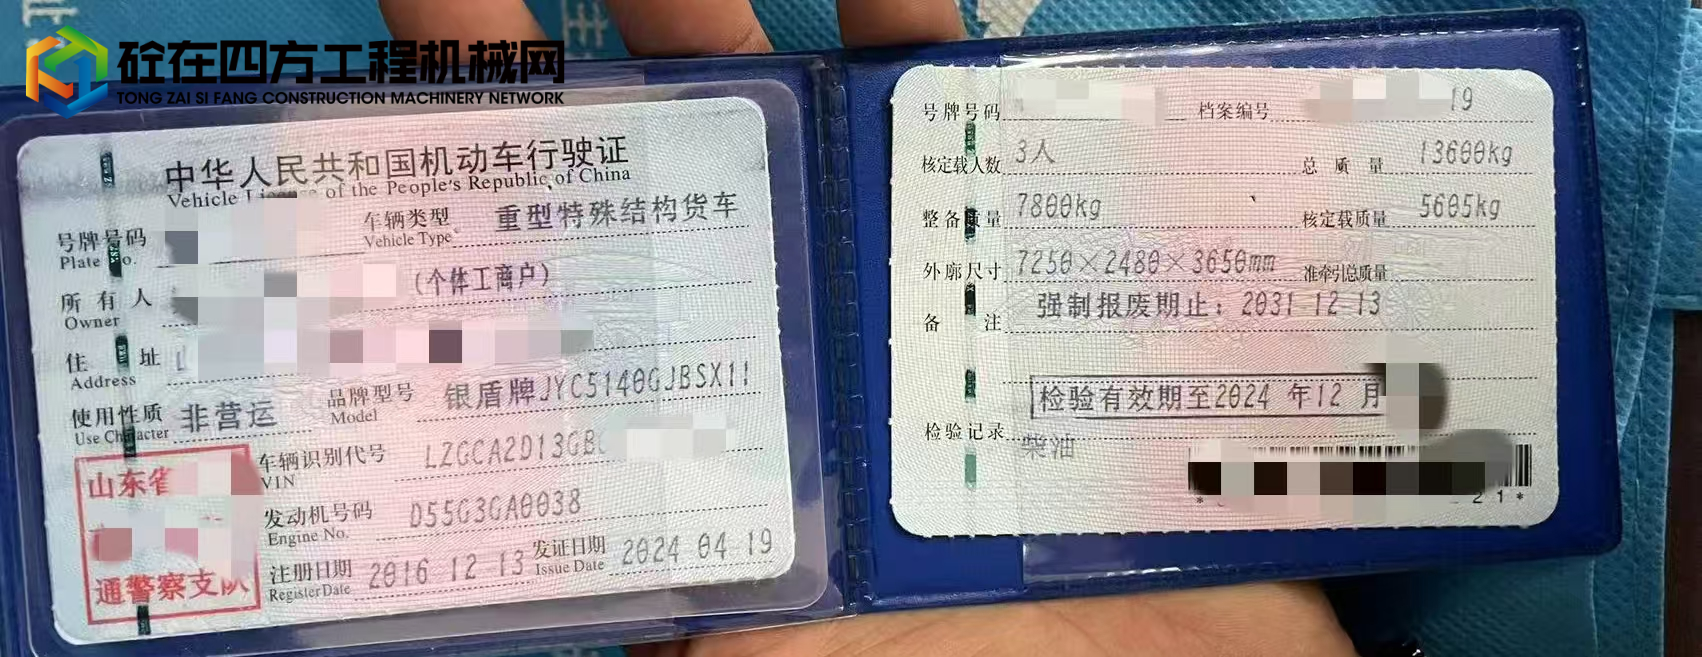 砼在四方工程机械网
TONG ZAI SI FANG CONSTRUCTION MACHINERY NETWORK
中华人民共和国机动车行驶证
Vehicle License of the People's Republic of China
号牌号码
Plate No.
车辆类型 重型特殊结构货车
Vehicle Type
所有人 (个体工商户)
Owner
住址
Address
使用性质 非营运
Use Character
品牌型号 银盾牌JYC5140GJBSX11
Model
车辆识别代号 LZGCA2D13GB
VIN
发动机号码 D55G3GA0038
Engine No.
注册日期 2016 12 13
Register Date
发证日期 2024 04 19
Issue Date
山东省
通警察支队
号牌号码 档案编号 19
核定载人数 3人 总质量 13600kg
整备质量 7800kg 核定载质量 5605kg
外廓尺寸 7250×2480×3650mm 准牵引总质量
备注 强制报废期止：2031 12 13
检验有效期至2024 年12 月
检验记录
柴油
* 21*